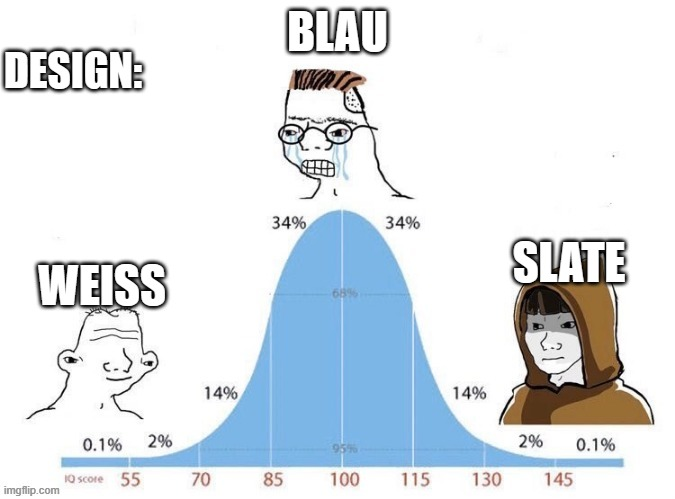 BLAU
DESIGN:
34% 34%
SLATE
WEISS
68%
14% 14%
0.1% 2% 2% 0.1%
95%
IQ score 55 70 85 100 115 130 145
imgflip.com